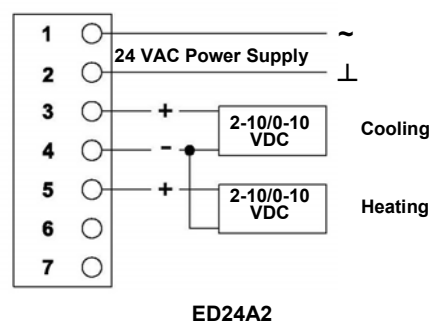 1 ~
24 VAC Power Supply
2 ⊥
3 + 2-10/0-10
VDC Cooling
4 -
5 + 2-10/0-10
VDC Heating
6
7
ED24A2